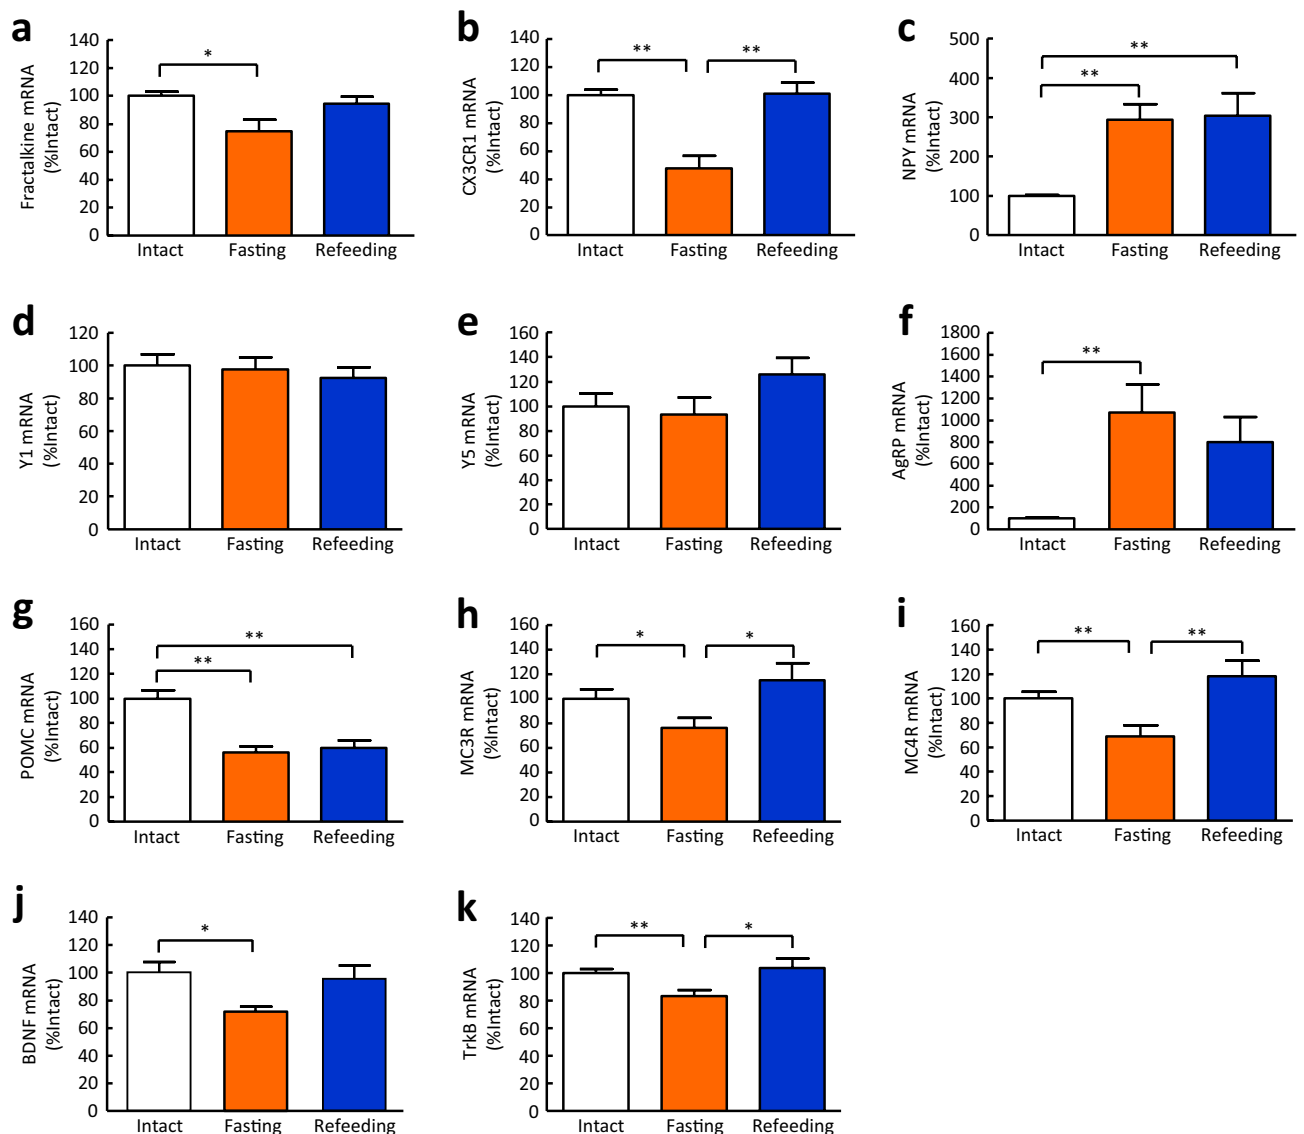 a
Fractalkine mRNA
(%Intact)
140
120
100
80
60
40
20
0
*
Intact Fasting Refeeding
b
CX3CR1 mRNA
(%Intact)
140
120
100
80
60
40
20
0
** **
Intact Fasting Refeeding
c
NPY mRNA
(%Intact)
500
400
300
200
100
0
**
**
Intact Fasting Refeeding
d
Y1 mRNA
(%Intact)
120
100
80
60
40
20
0
Intact Fasting Refeeding
e
Y5 mRNA
(%Intact)
160
140
120
100
80
60
40
20
0
Intact Fasting Refeeding
f
AgRP mRNA
(%Intact)
1800
1600
1400
1200
1000
800
600
400
200
0
**
Intact Fasting Refeeding
g
POMC mRNA
(%Intact)
160
140
120
100
80
60
40
20
0
**
**
Intact Fasting Refeeding
h
MC3R mRNA
(%Intact)
160
140
120
100
80
60
40
20
0
* *
Intact Fasting Refeeding
i
MC4R mRNA
(%Intact)
160
140
120
100
80
60
40
20
0
** **
Intact Fasting Refeeding
j
BDNF mRNA
(%Intact)
140
120
100
80
60
40
20
0
*
Intact Fasting Refeeding
k
TrkB mRNA
(%Intact)
140
120
100
80
60
40
20
0
** *
Intact Fasting Refeeding